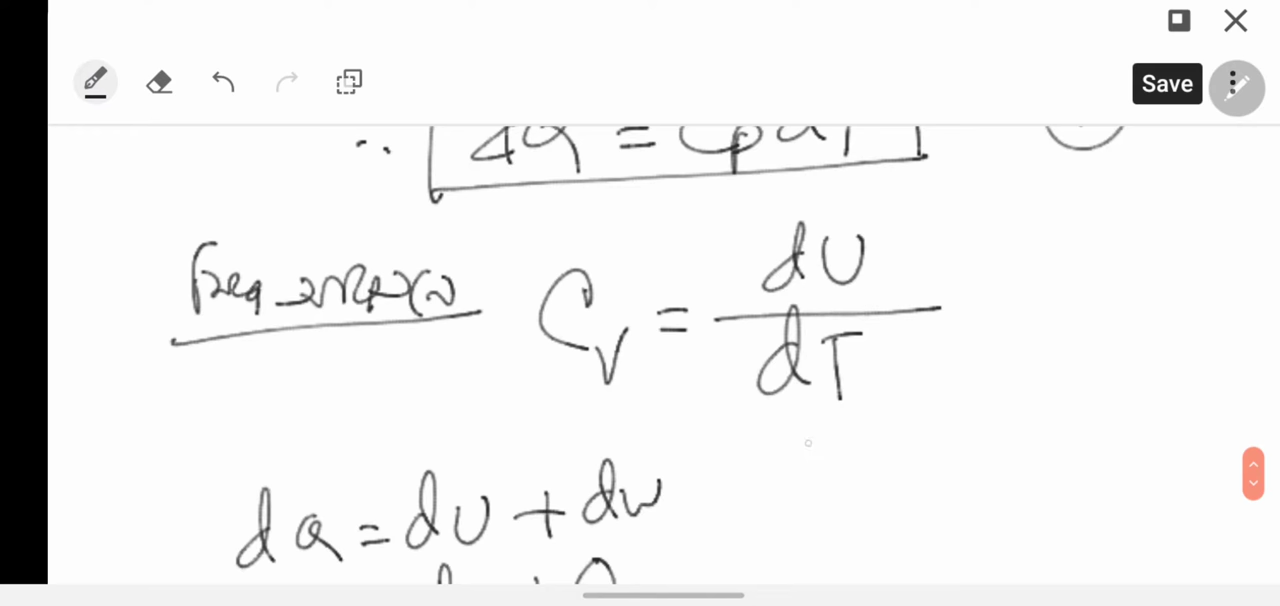 Save
∴ dQ = CpdT
Cv = dU / dT
dQ = dU + dw